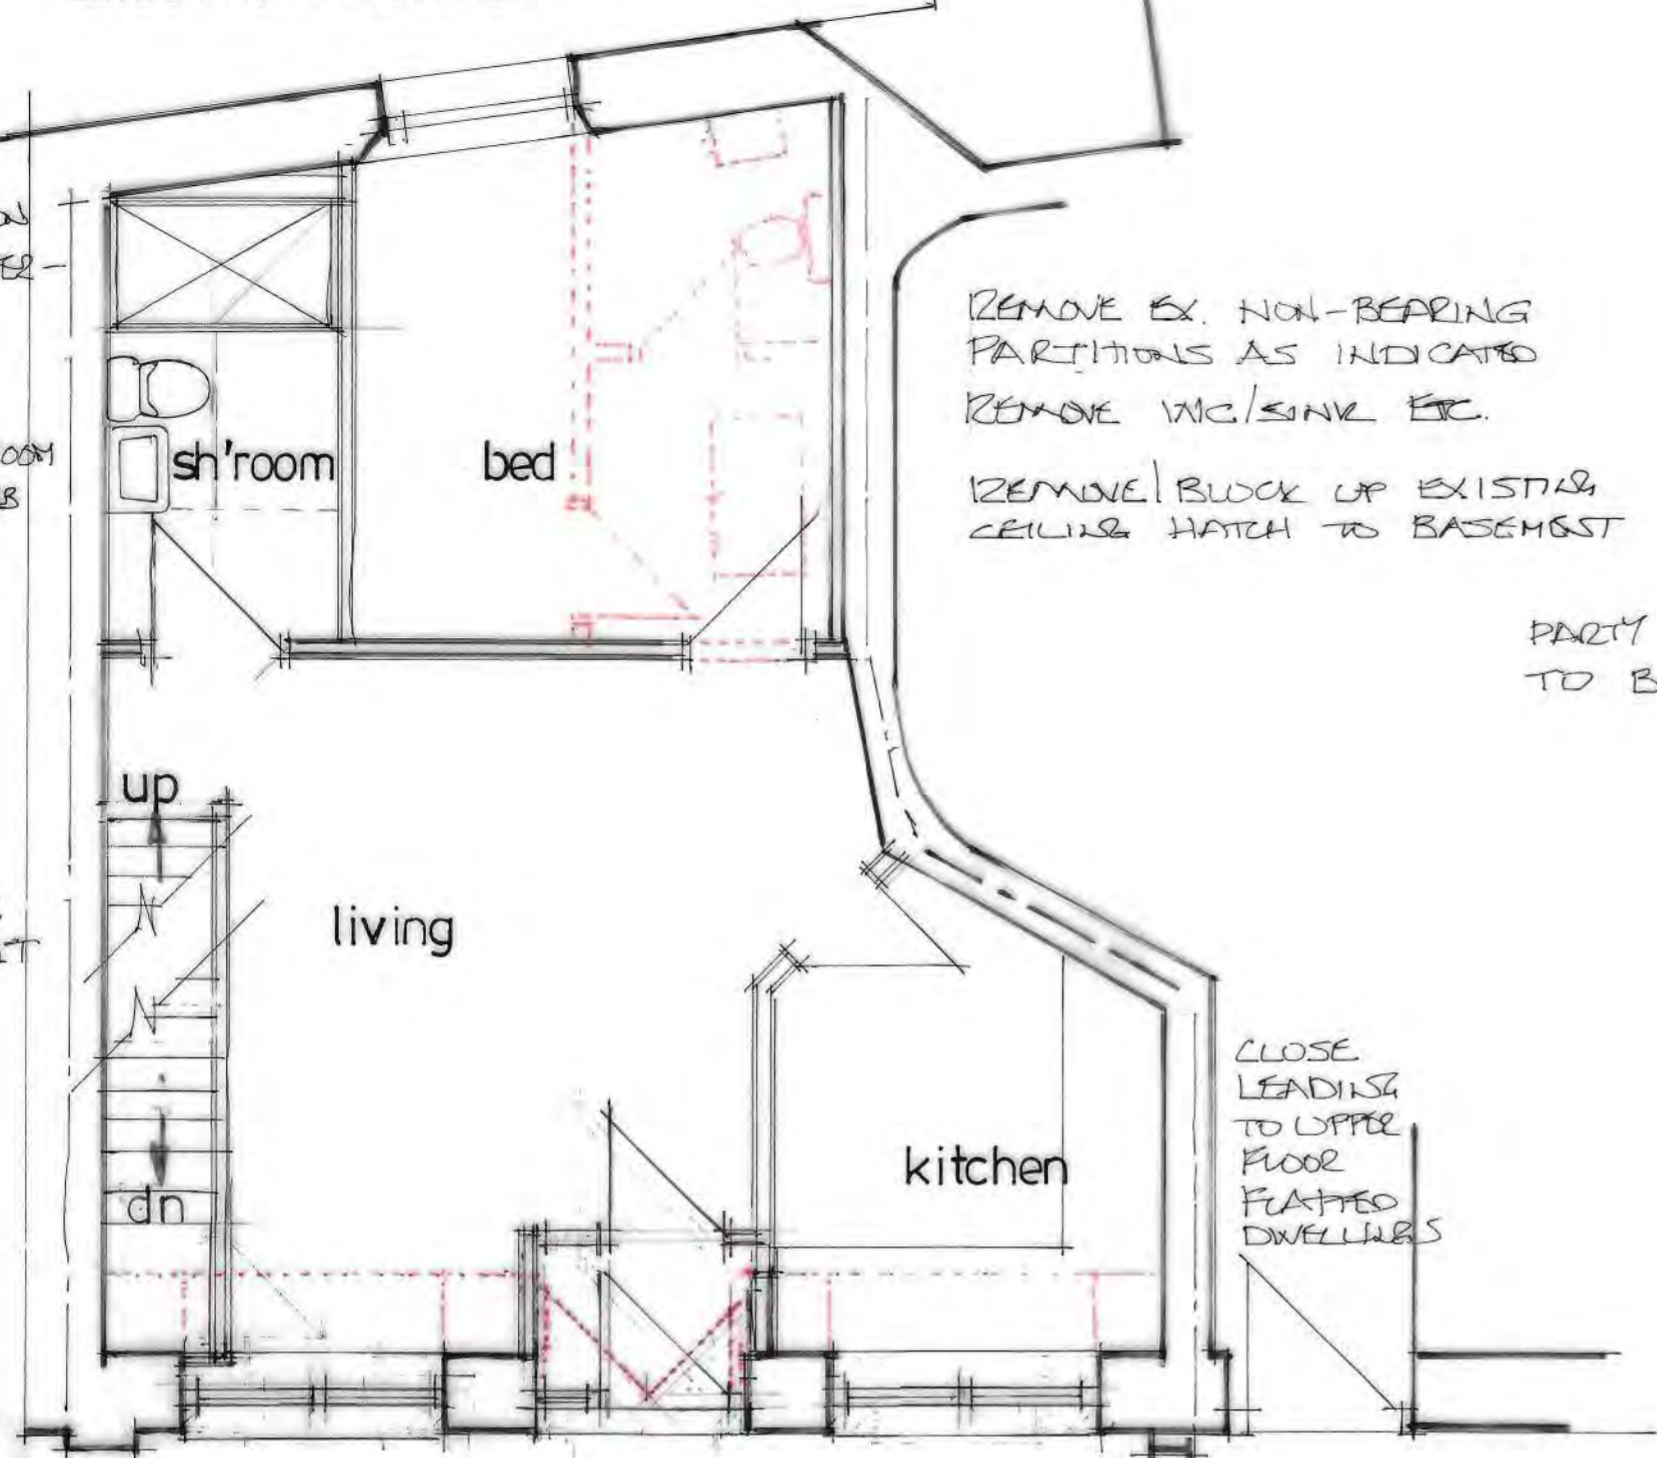 REMOVE EX. NON-BEARING
PARTITIONS AS INDICATED
REMOVE WC/SINK ETC.
REMOVE/BLOCK UP EXISTING
CEILING HATCH TO BASEMENT
PARTY
TO B
sh'room
bed
OOM
B
up
living
CLOSE
LEADING
TO UPPER
FLOOR
FLATTED
DWELLINGS
kitchen
dn